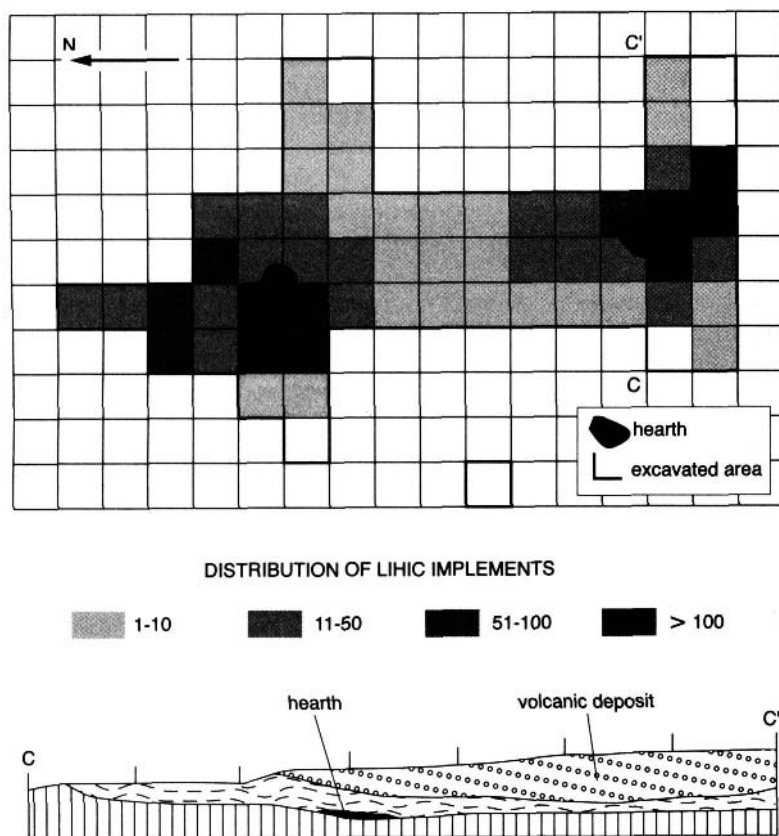 N
C'
C
hearth
excavated area
DISTRIBUTION OF LIHIC IMPLEMENTS
1-10 11-50 51-100 > 100
hearth volcanic deposit
C C'